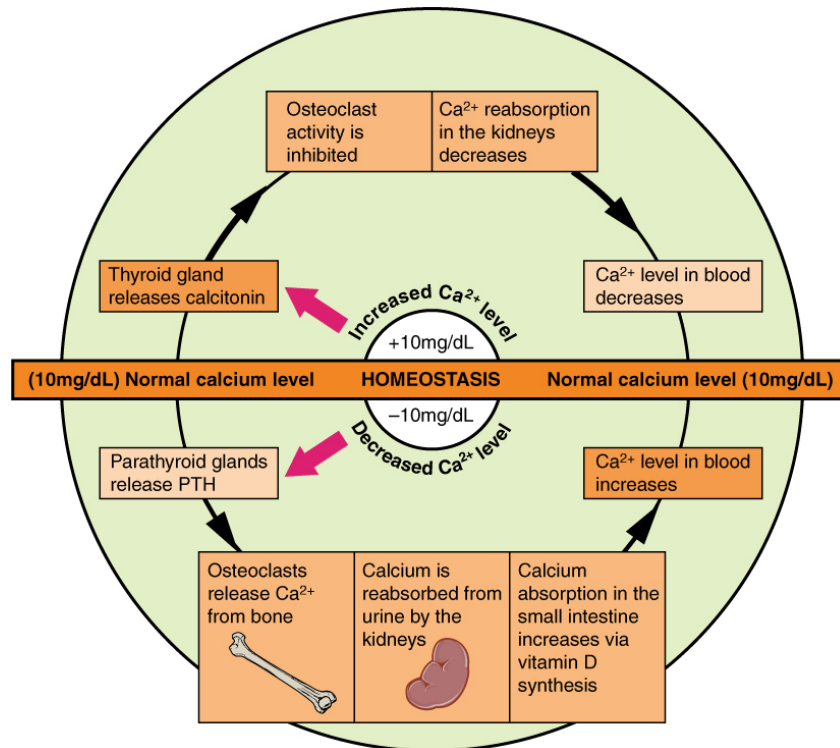 Osteoclast
activity is
inhibited
Ca²⁺ reabsorption
in the kidneys
decreases
Thyroid gland
releases calcitonin
Increased Ca²⁺ level
+10mg/dL
Ca²⁺ level in blood
decreases
(10mg/dL) Normal calcium level
HOMEOSTASIS
Normal calcium level (10mg/dL)
–10mg/dL
Decreased Ca²⁺ level
Parathyroid glands
release PTH
Ca²⁺ level in blood
increases
Osteoclasts
release Ca²⁺
from bone
Calcium is
reabsorbed from
urine by the
kidneys
Calcium
absorption in the
small intestine
increases via
vitamin D
synthesis